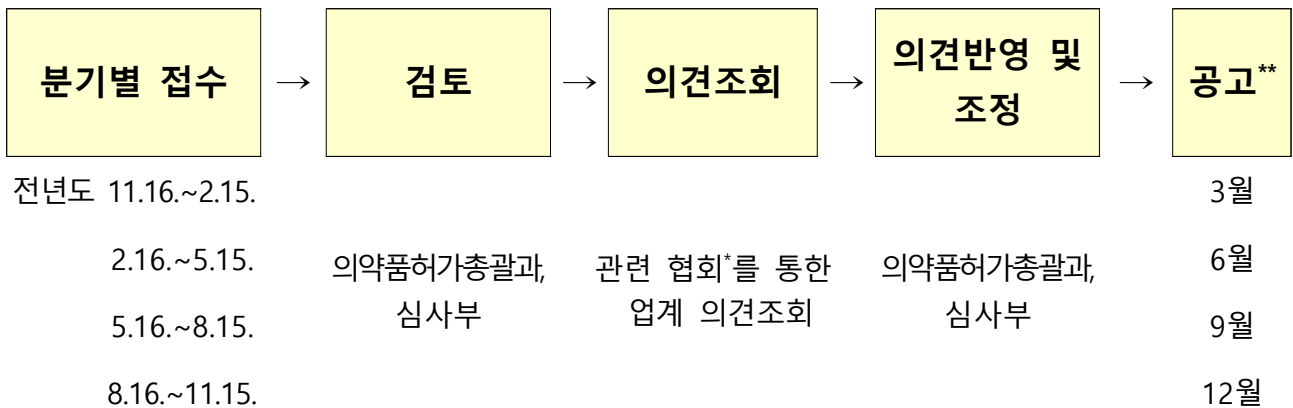 분기별 접수 → 검토 → 의견조회 → 의견반영 및
조정 → 공고**
전년도 11.16.~2.15.
2.16.~5.15.
5.16.~8.15.
8.16.~11.15.
의약품허가총괄과,
심사부
관련 협회*를 통한
업계 의견조회
의약품허가총괄과,
심사부
3월
6월
9월
12월